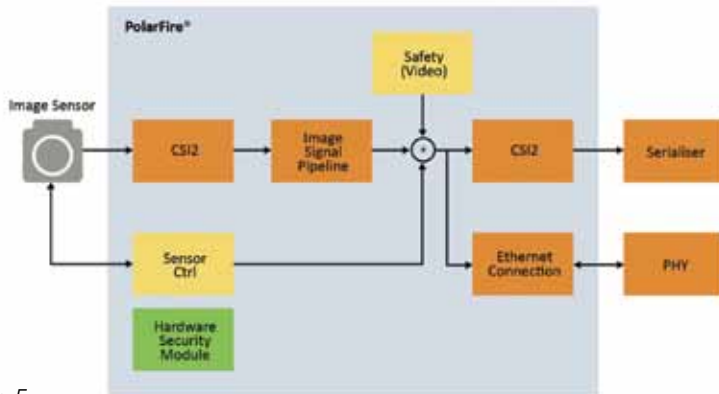 PolarFire®
Safety
(Video)
Image Sensor
CSI2
Image
Signal
Pipeline
CSI2
Serialiser
Sensor
Ctrl
Ethernet
Connection
PHY
Hardware
Security
Module
5